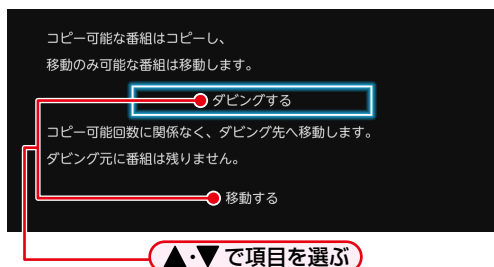 コピー可能な番組はコピーし、
移動のみ可能な番組は移動します。
ダビングする
コピー可能回数に関係なく、ダビング先へ移動します。
ダビング元に番組は残りません。
移動する
▲・▼で項目を選ぶ